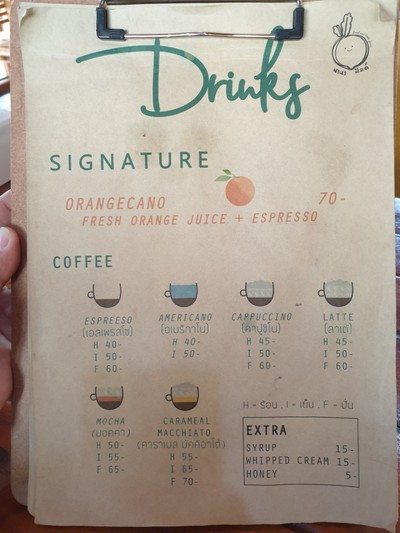 Drinks
SIGNATURE
ORANGECANO 70-
FRESH ORANGE JUICE + ESPRESSO
COFFEE
ESPREESO AMERICANO CAPPUCCINO LATTE
(เอสเพรสโซ่) (อเมริกาโน) (คาปูชิโน) (ลาเต้)
H 40- H 40- H 45- H 45-
I 50- I 50- I 50- I 50-
F 60- F 60- F 60-
MOCHA CARAMEAL
(มอคค่า) MACCHIATO
H 50- (คาราเมล มัคคิอาโต้)
I 55- H 55-
F 65- I 65-
F 70-
H - ร้อน , I - เย็น , F - ปั่น
EXTRA
SYRUP 15-
WHIPPED CREAM 15-
HONEY 5-